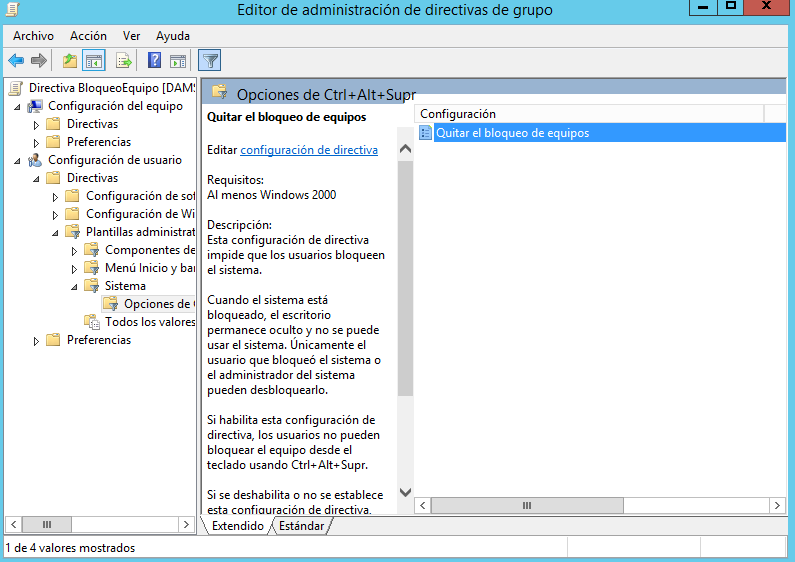 Editor de administración de directivas de grupo
Archivo Acción Ver Ayuda
Directiva BloqueoEquipo [DAM
Configuración del equipo
Directivas
Preferencias
Configuración de usuario
Directivas
Configuración de sof
Configuración de Wi
Plantillas administrat
Componentes de
Menú Inicio y bar
Sistema
Opciones de C
Todos los valores
Preferencias
Opciones de Ctrl+Alt+Supr
Quitar el bloqueo de equipos
Editar configuración de directiva
Requisitos:
Al menos Windows 2000
Descripción:
Esta configuración de directiva
impide que los usuarios bloqueen
el sistema.
Cuando el sistema está
bloqueado, el escritorio
permanece oculto y no se puede
usar el sistema. Únicamente el
usuario que bloqueó el sistema o
el administrador del sistema
pueden desbloquearlo.
Si habilita esta configuración de
directiva, los usuarios no pueden
bloquear el equipo desde el
teclado usando Ctrl+Alt+Supr.
Si se deshabilita o no se establece
esta configuración de directiva,
Configuración
Quitar el bloqueo de equipos
Extendido Estándar
1 de 4 valores mostrados